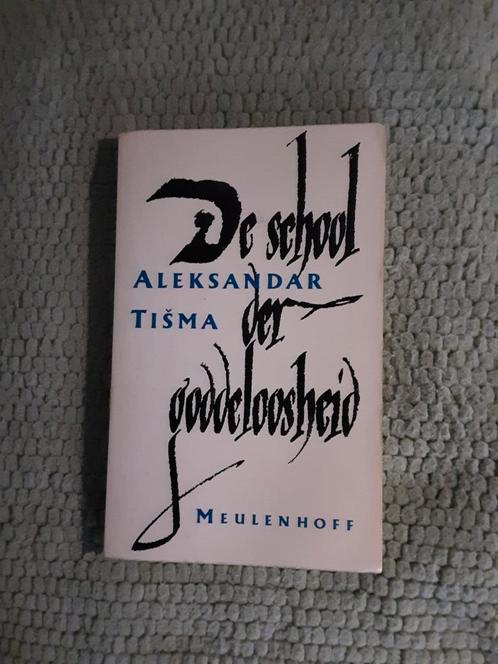 De school
ALEKSANDAR
TIŠMA der
goddeloosheid
MEULENHOFF